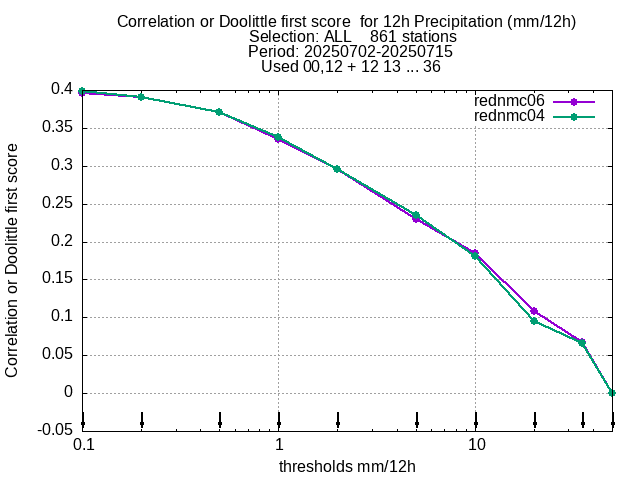 Correlation or Doolittle first score  for 12h Precipitation (mm/12h)
Selection: ALL    861 stations
Period: 20250702-20250715
Used 00,12 + 12 13 ... 36
rednmc06
rednmc04
0.4
0.35
0.3
0.25
0.2
0.15
0.1
0.05
0
-0.05
Correlation or Doolittle first score
0.1 1 10
thresholds mm/12h